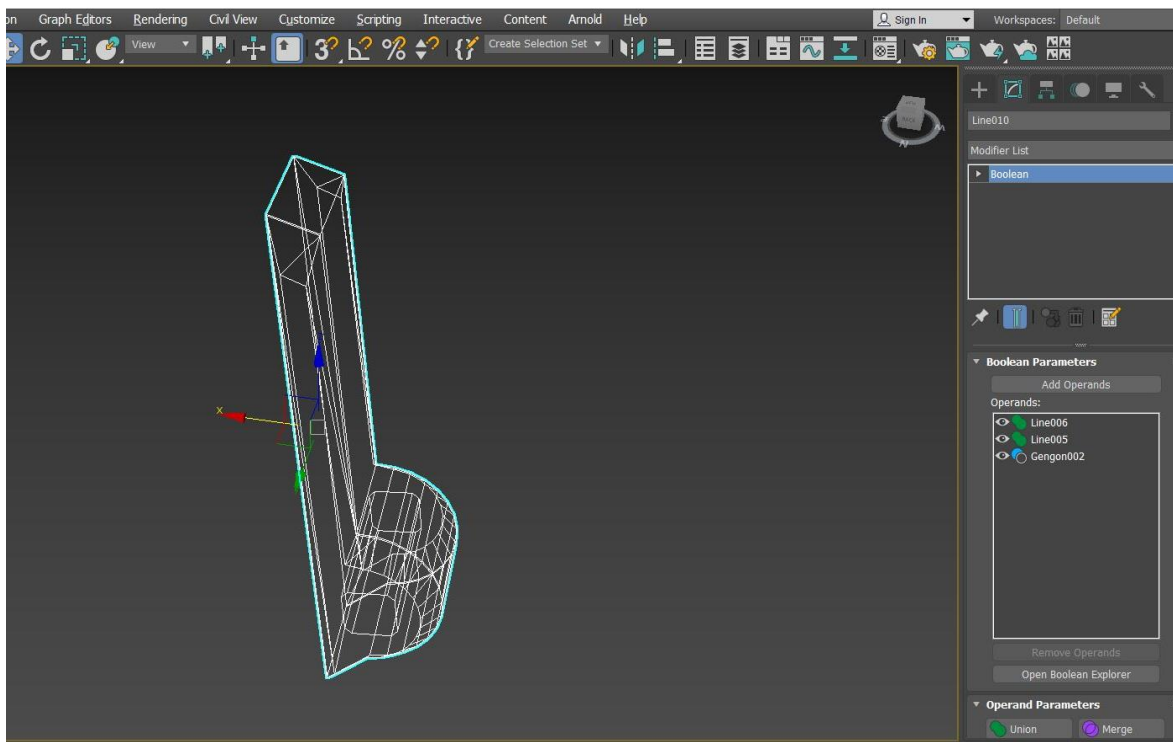 on Graph Editors Rendering Civil View Customize Scripting Interactive Content Arnold Help Sign In Workspaces: Default
View Create Selection Set
Line010
Modifier List
Boolean
x
Boolean Parameters
Add Operands
Operands:
Line006
Line005
Gengon002
Remove Operands
Open Boolean Explorer
Operand Parameters
Union Merge